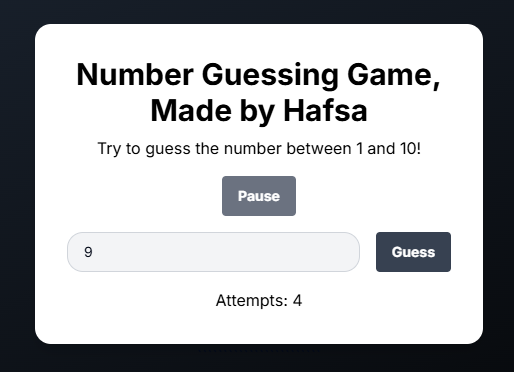 Number Guessing Game,
Made by Hafsa
Try to guess the number between 1 and 10!
Pause
9
Guess
Attempts: 4